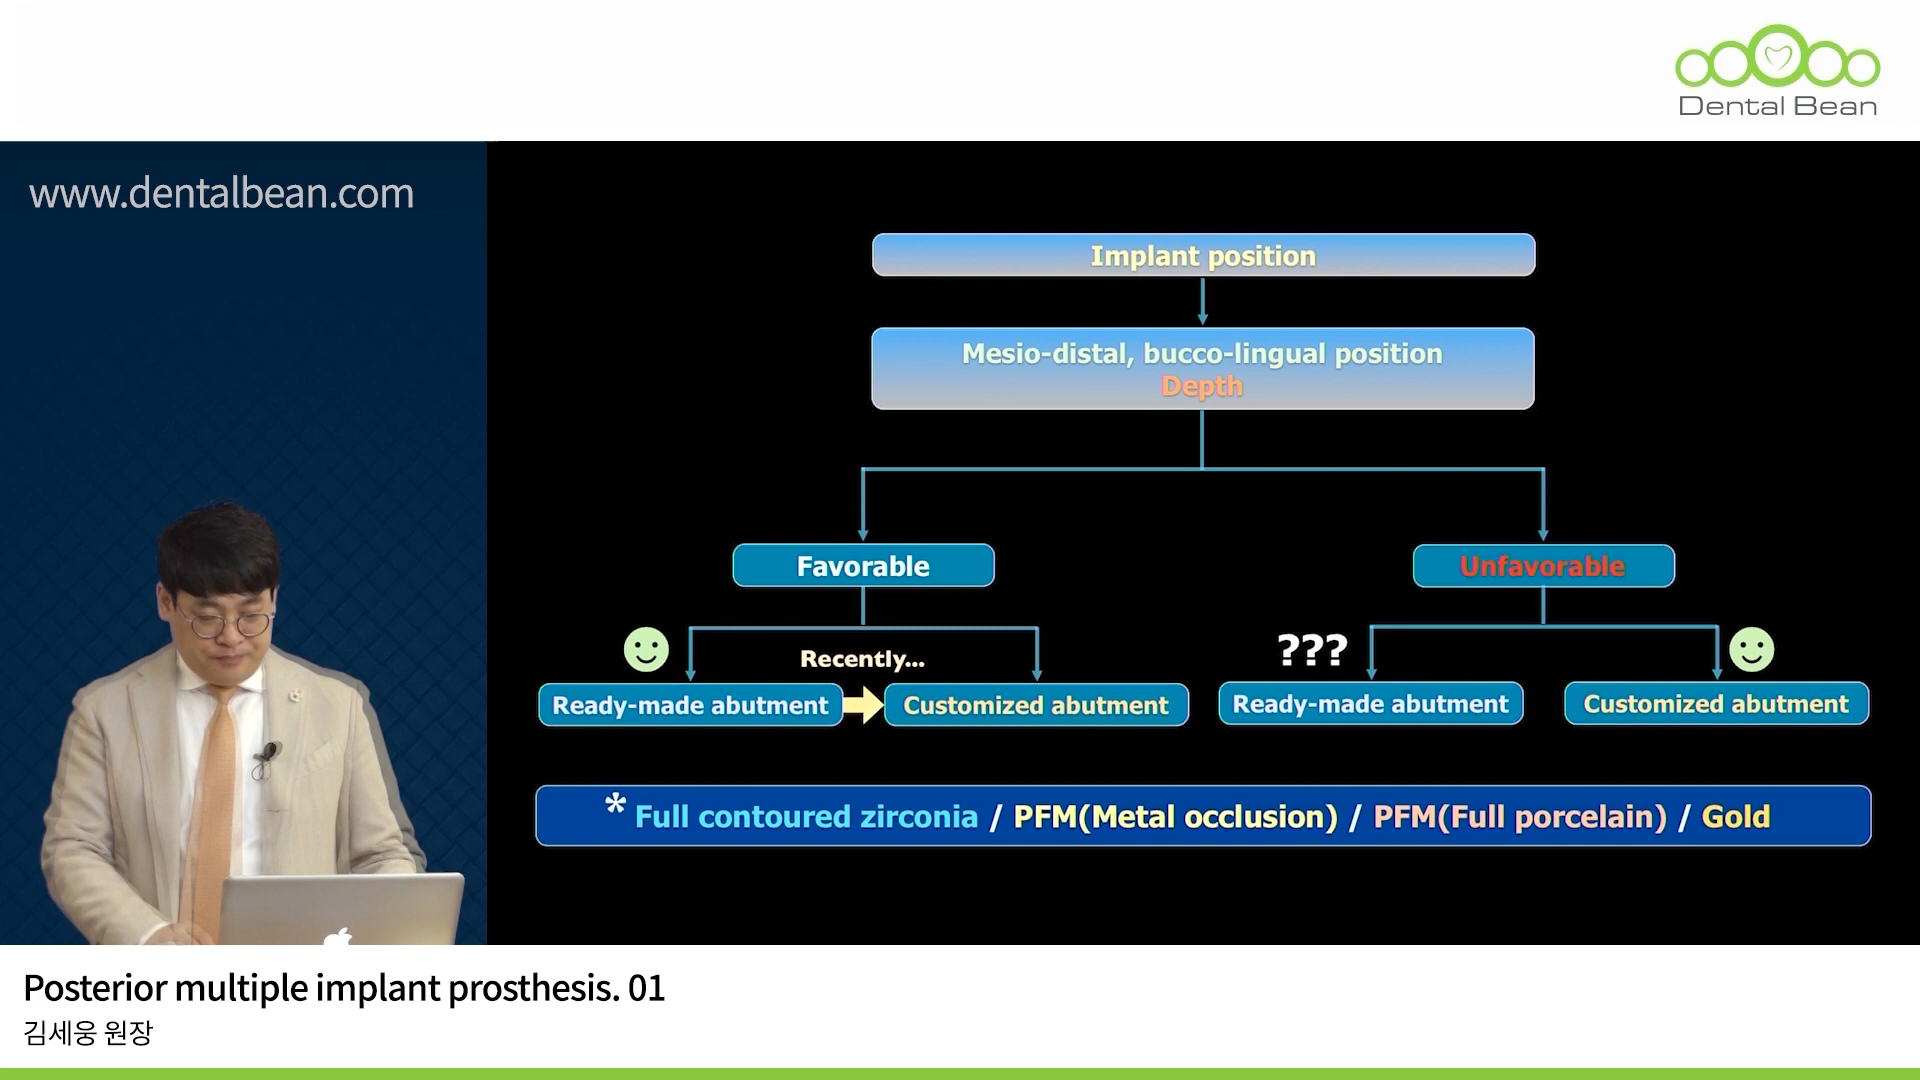 Dental Bean
www.dentalbean.com
Implant position
Mesio-distal, bucco-lingual position
Depth
Favorable
Unfavorable
Recently...
???
Ready-made abutment
Customized abutment
Ready-made abutment
Customized abutment
* Full contoured zirconia / PFM(Metal occlusion) / PFM(Full porcelain) / Gold
Posterior multiple implant prosthesis. 01
김세웅 원장